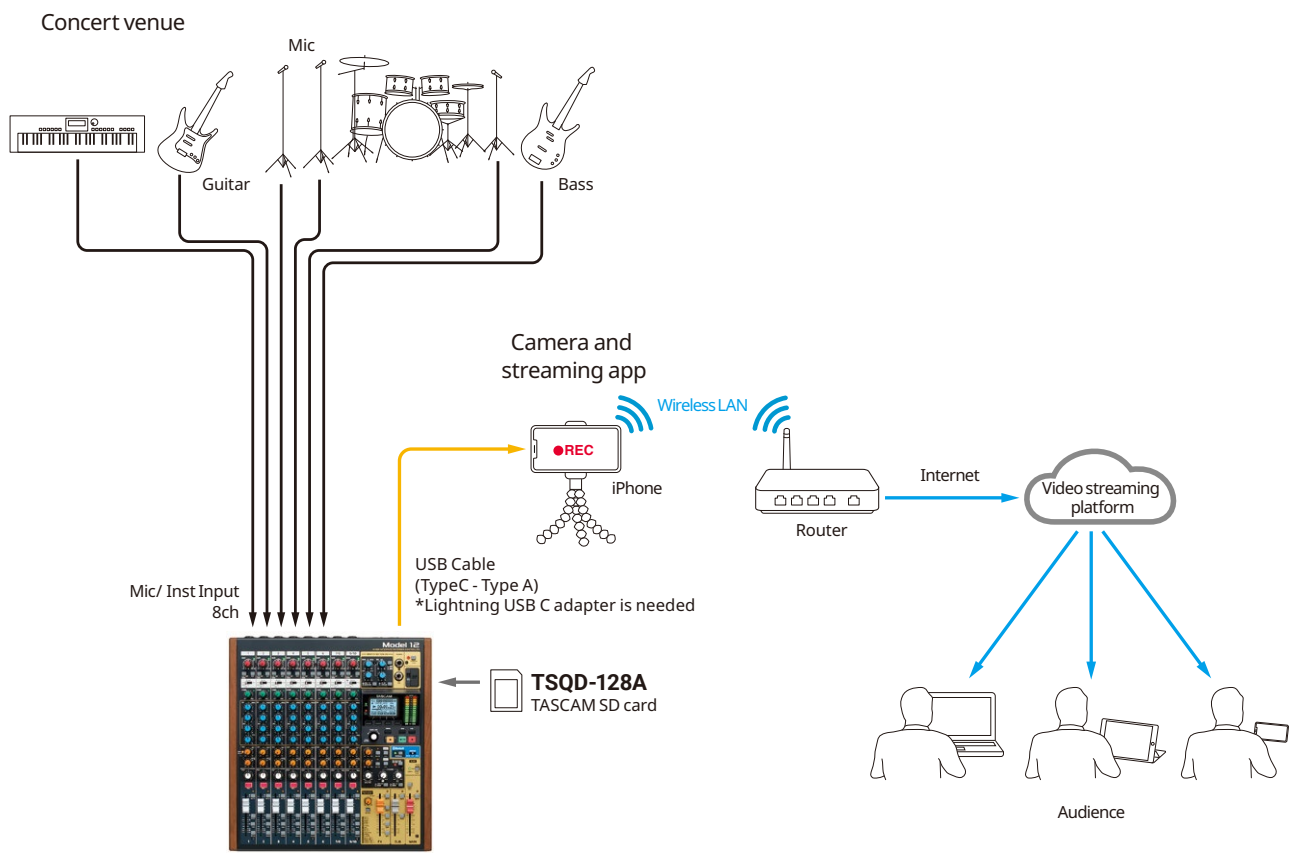 Concert venue
Mic
Guitar
Bass
Camera and
streaming app
Wireless LAN
REC
iPhone
Router
Internet
Video streaming
platform
USB Cable
(TypeC - Type A)
*Lightning USB C adapter is needed
Mic/ Inst Input
8ch
Model 12
TASCAM
TSQD-128A
TASCAM SD card
Audience